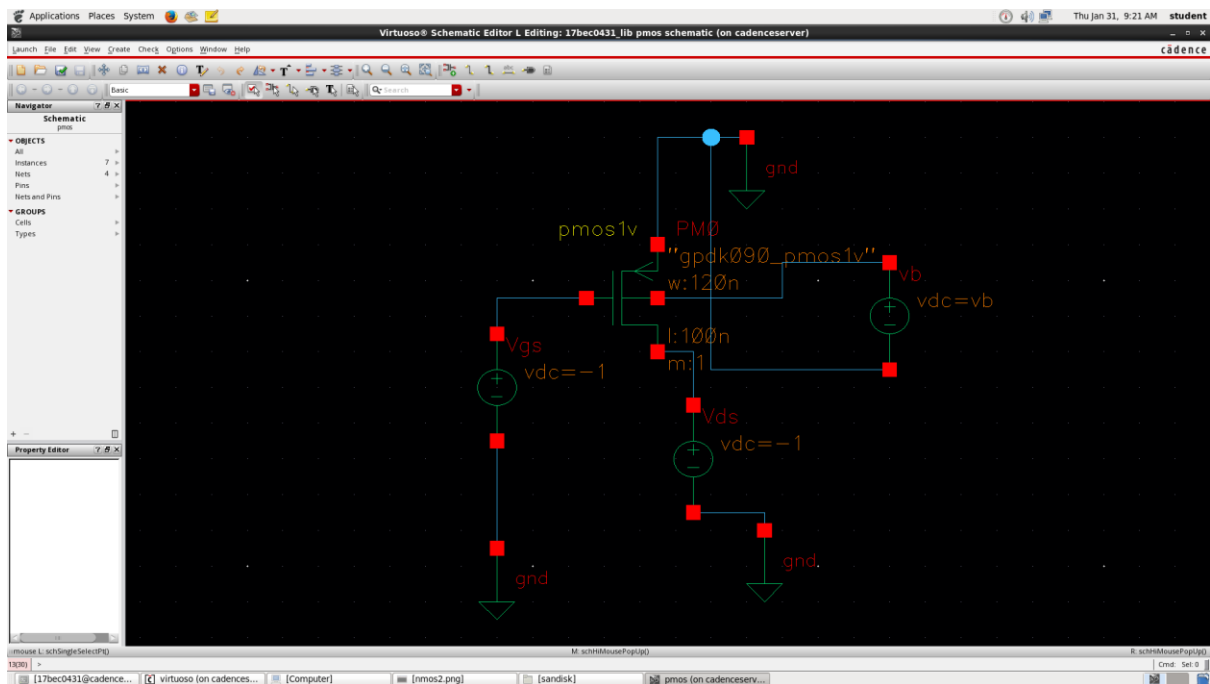 Applications Places System Thu Jan 31, 9:21 AM student
Virtuoso® Schematic Editor L Editing: 17bec0431_lib pmos schematic (on cadenceserver)
Launch File Edit View Create Check Options Window Help cādence
Basic Search
Navigator
Schematic
pmos
OBJECTS
All
Instances 7
Nets 4
Pins
Nets and Pins
GROUPS
Cells
Types
Property Editor
gnd
pmos1v PM0
"gpdk090_pmos1v"
vb
w:120n
vdc=vb
l:100n
Vgs
m:1
vdc=-1
Vds
vdc=-1
gnd
gnd
mouse L: schSingleSelectPt() M: schHiMousePopUp() R: schHiMousePopUp()
13(30) > Cmd: Sel: 0
[17bec0431@cadence... virtuoso (on cadences... [Computer] [nmos2.png] [sandisk] pmos (on cadenceserv...